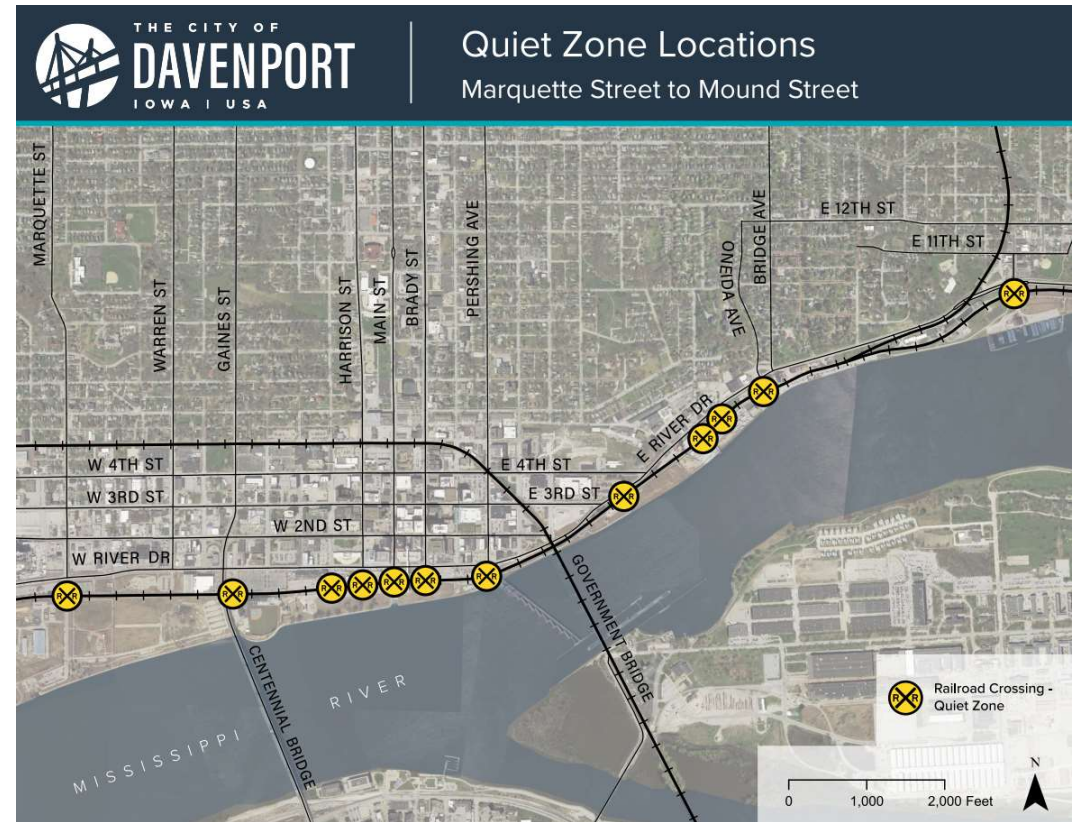 THE CITY OF
DAVENPORT
IOWA | USA
Quiet Zone Locations
Marquette Street to Mound Street
MARQUETTE ST
WARREN ST
GAINES ST
HARRISON ST
MAIN ST
BRADY ST
PERSHING AVE
ONEIDA AVE
BRIDGE AVE
E 12TH ST
E 11TH ST
E RIVER DR
W 4TH ST
E 4TH ST
W 3RD ST
E 3RD ST
W 2ND ST
W RIVER DR
R R
R R
R R
R R
R R
R R
R R
R R
R R
R R
R R
R R
GOVERNMENT BRIDGE
CENTENNIAL BRIDGE
MISSISSIPPI RIVER
R R
Railroad Crossing -
Quiet Zone
N
0 1,000 2,000 Feet